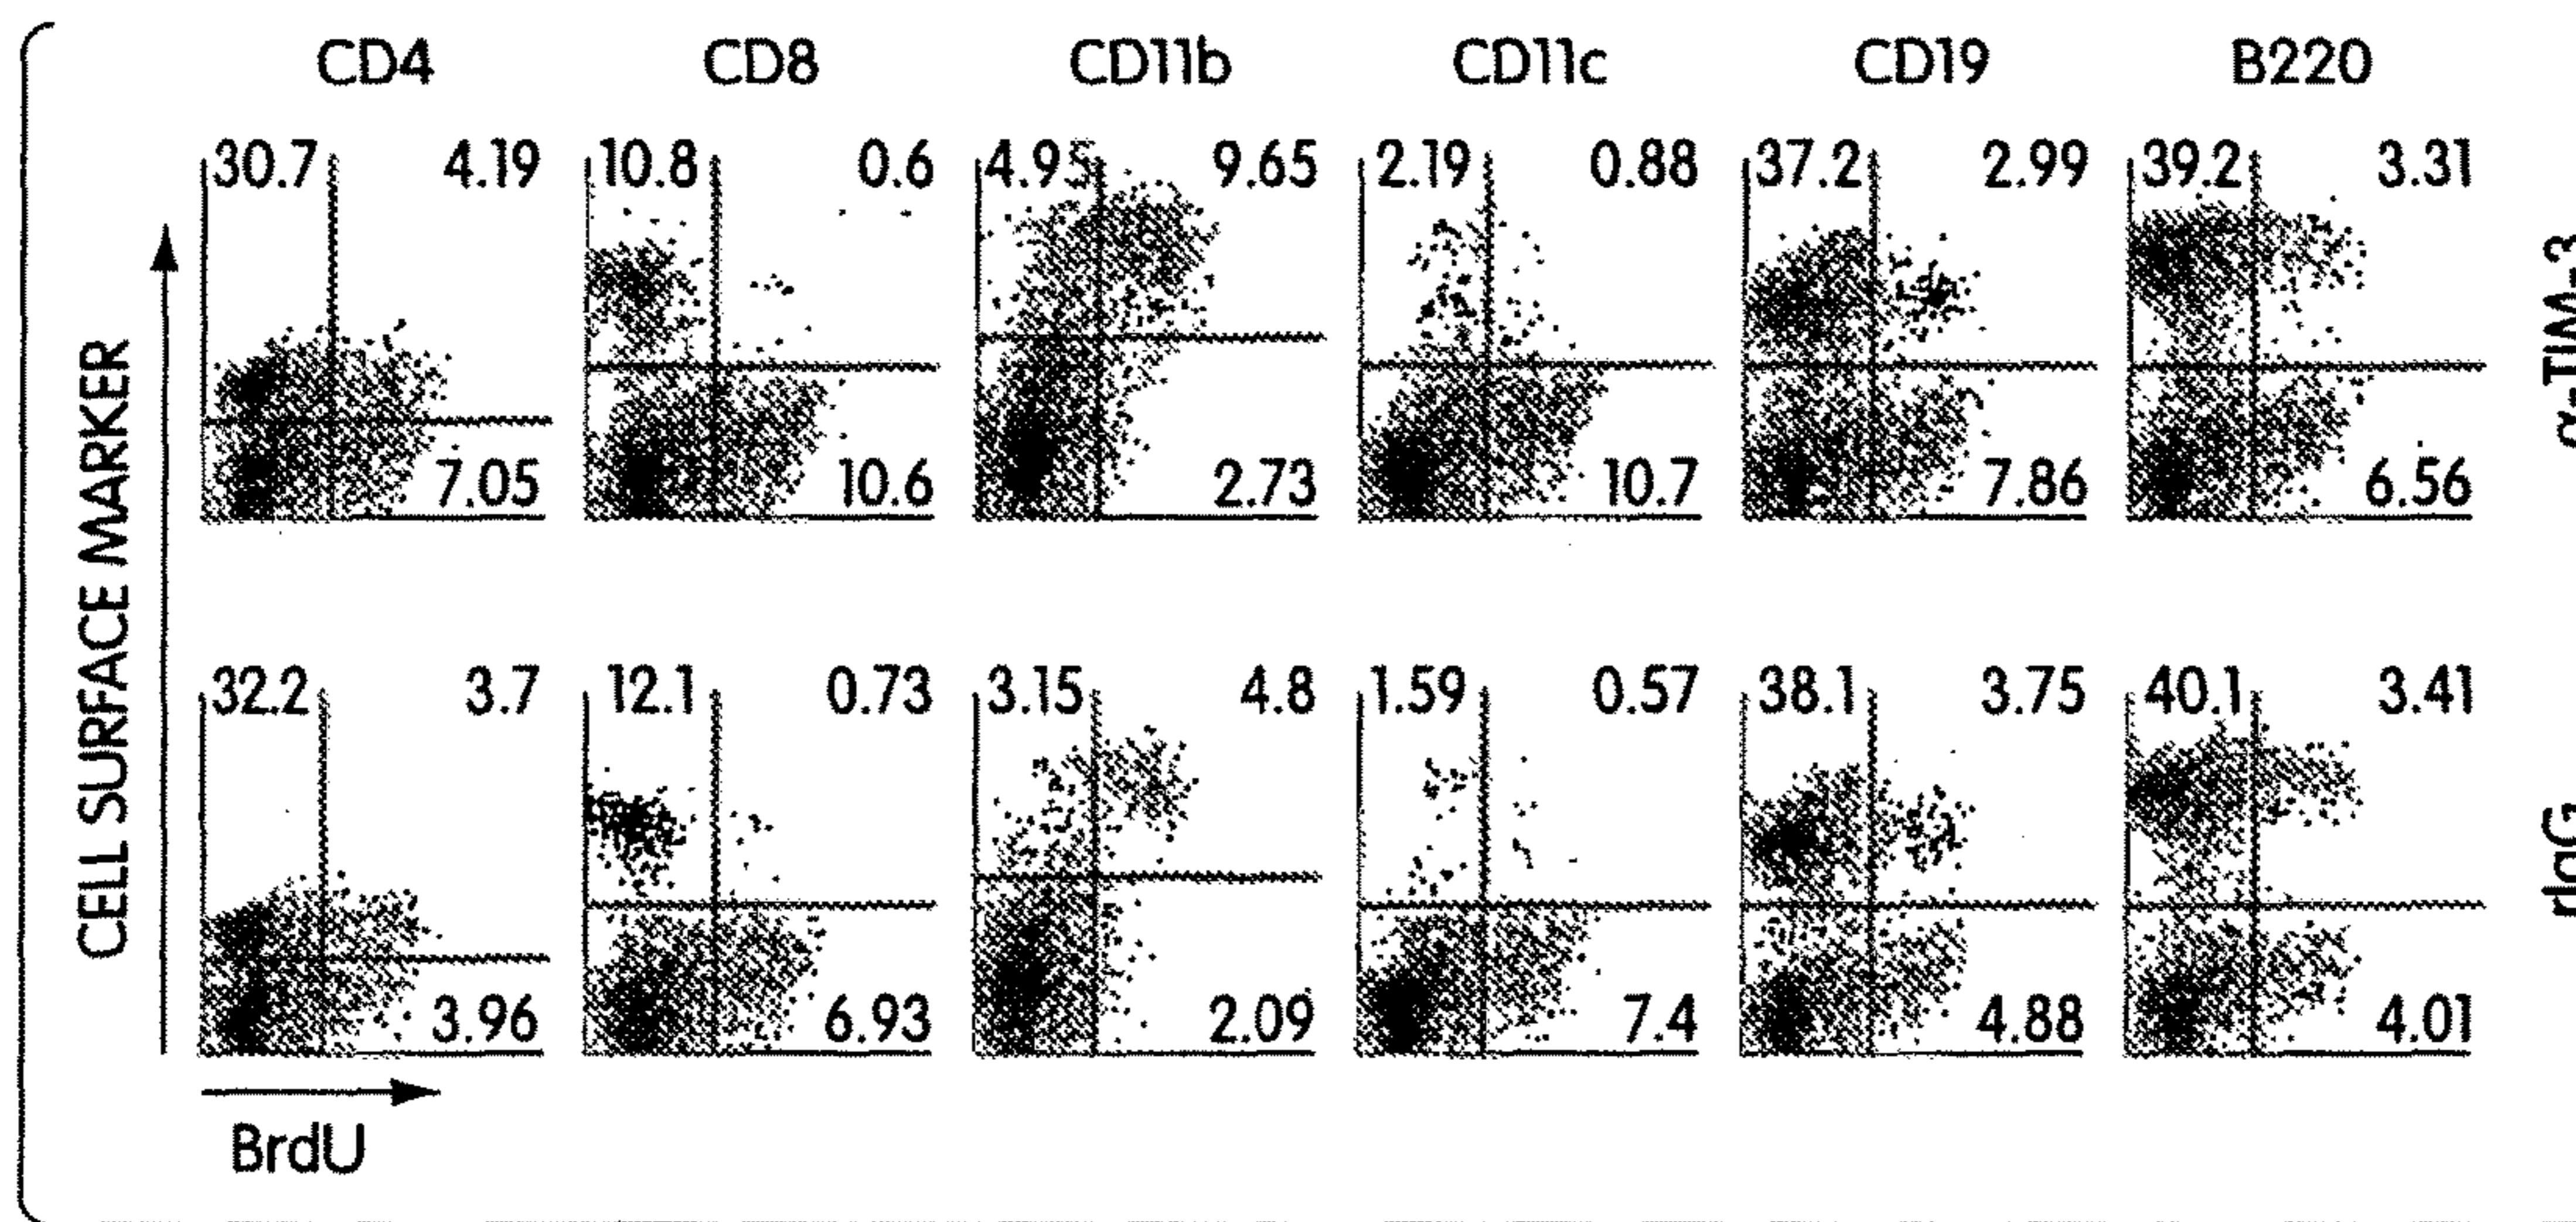 CD4 CD8 CD11b CD11c CD19 B220
30.7 4.19 10.8 0.6 4.95 9.65 2.19 0.88 37.2 2.99 39.2 3.31
7.05 10.6 2.73 10.7 7.86 6.56
α-TIM-3
CELL SURFACE MARKER
32.2 3.7 12.1 0.73 3.15 4.8 1.59 0.57 38.1 3.75 40.1 3.41
3.96 6.93 2.09 7.4 4.88 4.01
rIgG
BrdU